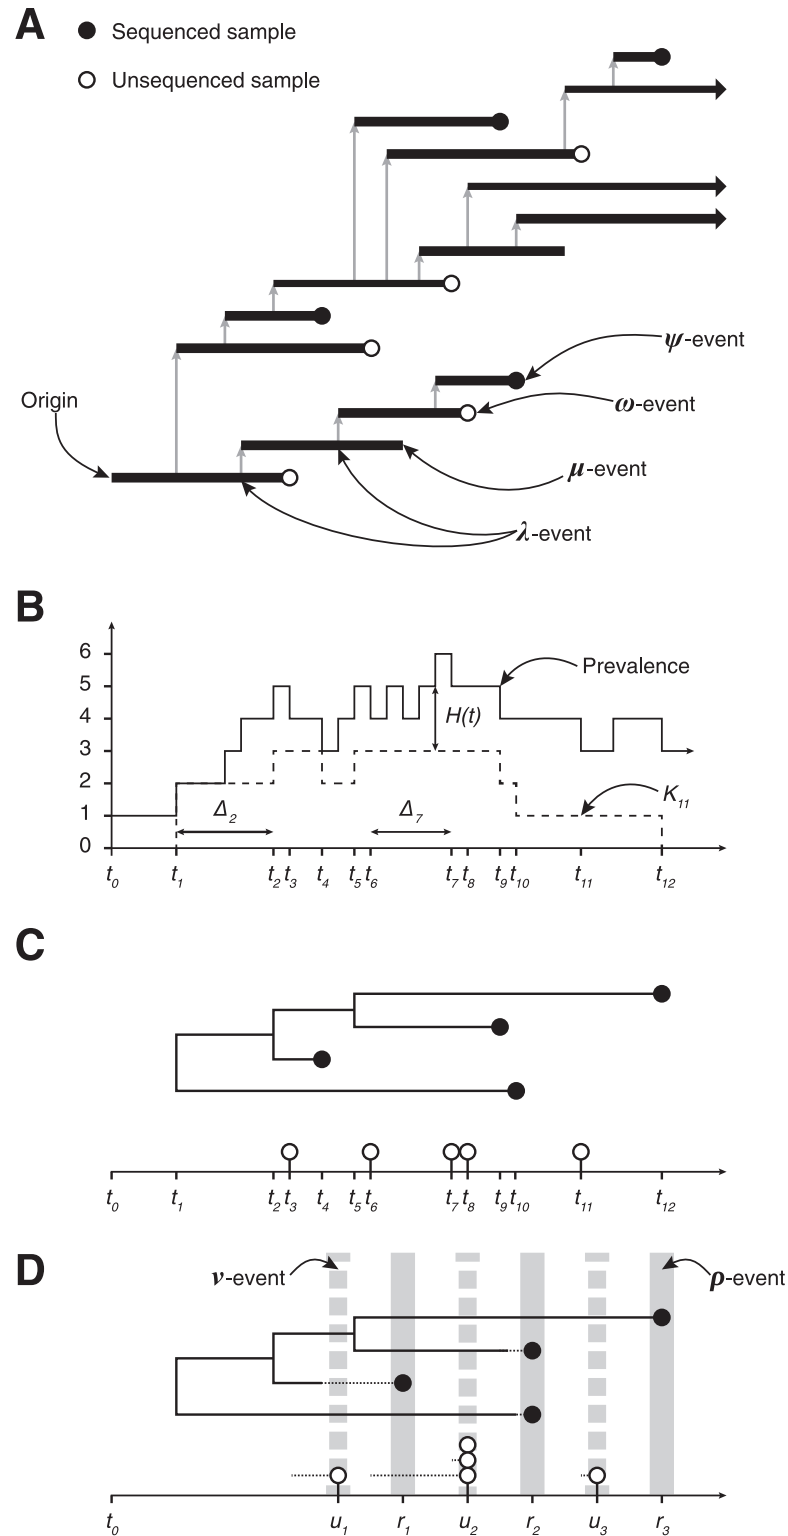 A
Sequenced sample
Unsequenced sample
ψ-event
Origin
ω-event
μ-event
λ-event
B
6
5
4
3
2
1
0
Prevalence
H(t)
Δ2
Δ7
K11
t0 t1 t2 t3 t4 t5 t6 t7 t8 t9 t10 t11 t12
C
t0 t1 t2 t3 t4 t5 t6 t7 t8 t9 t10 t11 t12
D
ν-event
ρ-event
t0 u1 r1 u2 r2 u3 r3